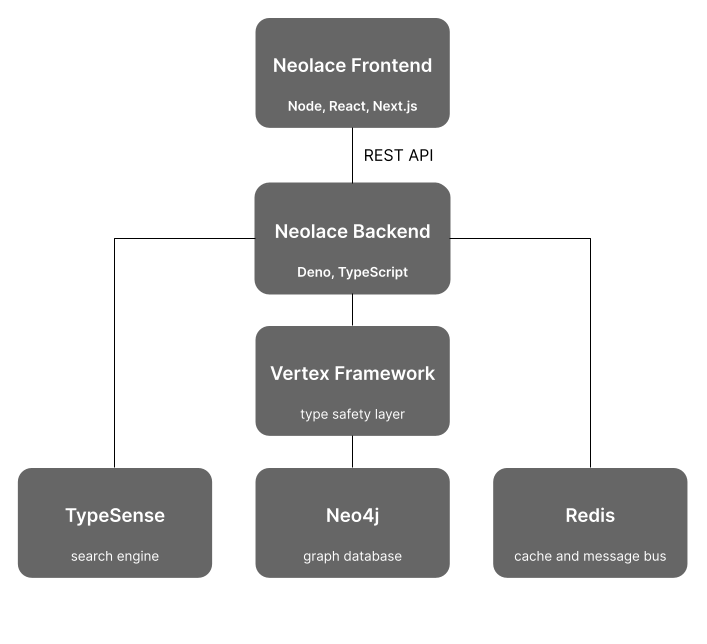 Neolace Frontend
Node, React, Next.js
REST API
Neolace Backend
Deno, TypeScript
Vertex Framework
type safety layer
TypeSense
search engine
Neo4j
graph database
Redis
cache and message bus